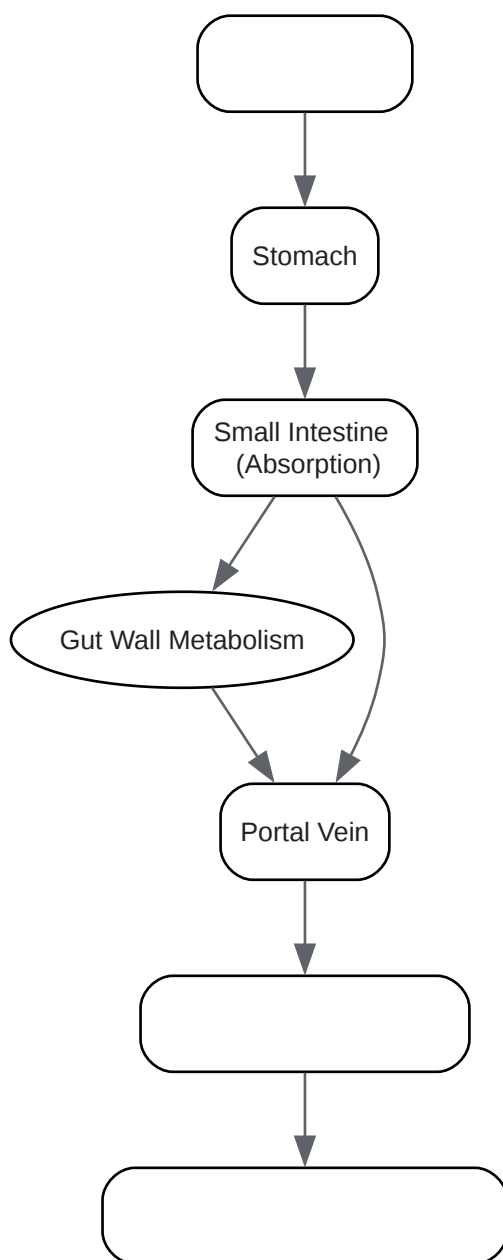 Stomach
Small Intestine
(Absorption)
Gut Wall Metabolism
Portal Vein